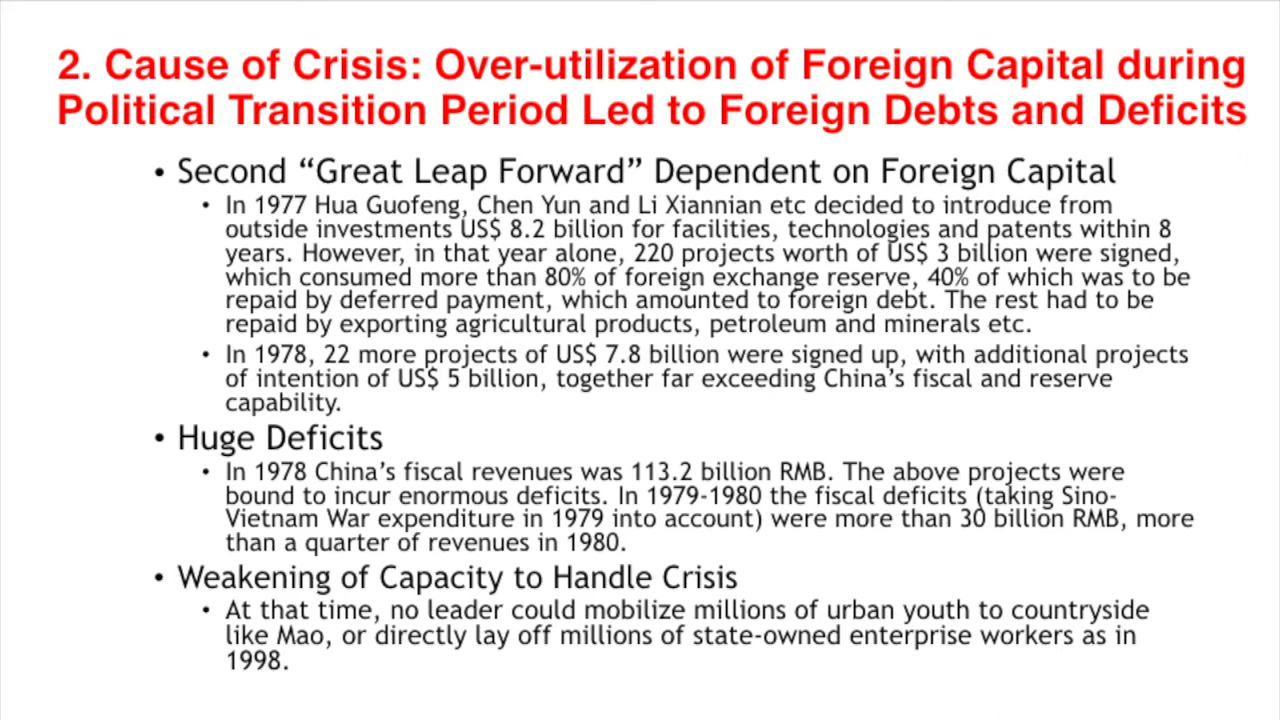 2. Cause of Crisis: Over-utilization of Foreign Capital during
Political Transition Period Led to Foreign Debts and Deficits
• Second “Great Leap Forward” Dependent on Foreign Capital
• In 1977 Hua Guofeng, Chen Yun and Li Xiannian etc decided to introduce from
outside investments US$ 8.2 billion for facilities, technologies and patents within 8
years. However, in that year alone, 220 projects worth of US$ 3 billion were signed,
which consumed more than 80% of foreign exchange reserve, 40% of which was to be
repaid by deferred payment, which amounted to foreign debt. The rest had to be
repaid by exporting agricultural products, petroleum and minerals etc.
• In 1978, 22 more projects of US$ 7.8 billion were signed up, with additional projects
of intention of US$ 5 billion, together far exceeding China’s fiscal and reserve
capability.
• Huge Deficits
• In 1978 China’s fiscal revenues was 113.2 billion RMB. The above projects were
bound to incur enormous deficits. In 1979-1980 the fiscal deficits (taking Sino-
Vietnam War expenditure in 1979 into account) were more than 30 billion RMB, more
than a quarter of revenues in 1980.
• Weakening of Capacity to Handle Crisis
• At that time, no leader could mobilize millions of urban youth to countryside
like Mao, or directly lay off millions of state-owned enterprise workers as in
1998.